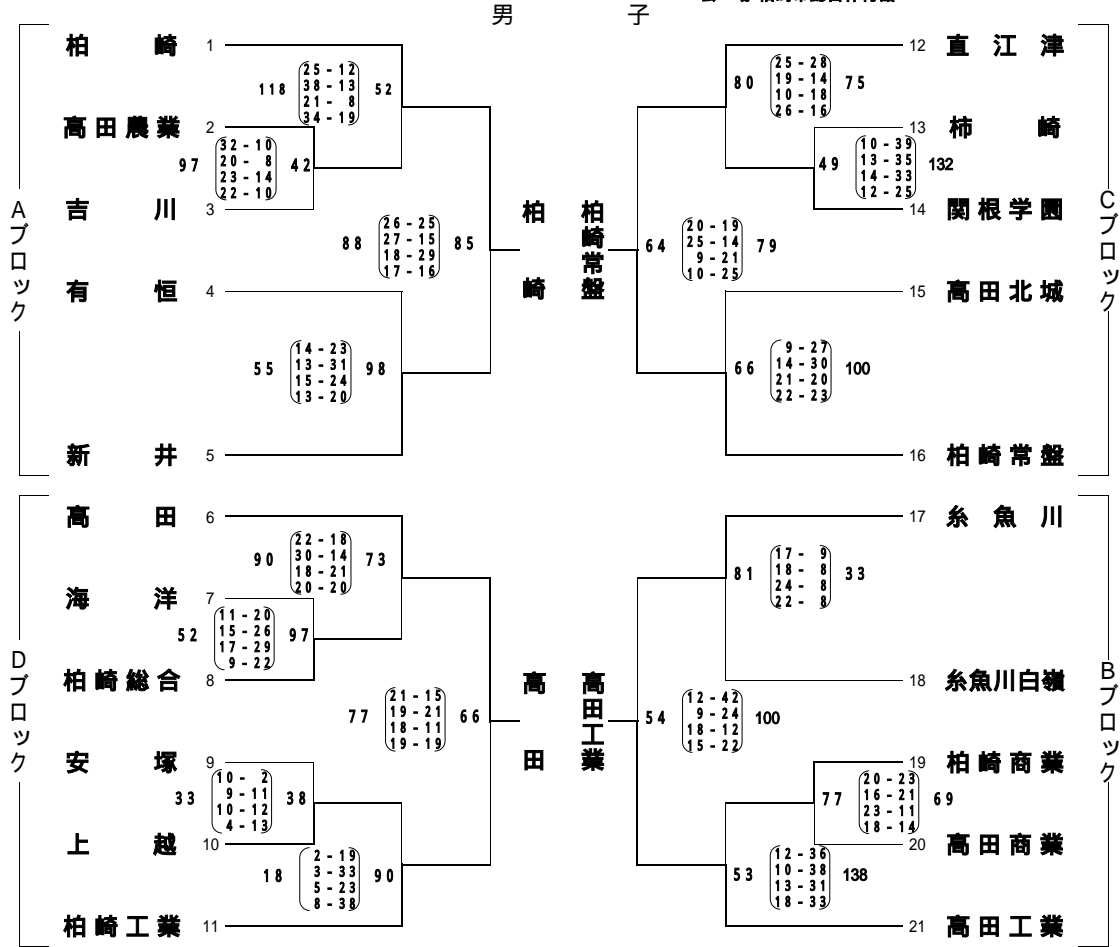 男 子
Aブロック
柏崎 1
118 25-12 38-13 21-8 34-19 52
高田農業 2
97 32-10 20-8 23-14 22-10 42
吉川 3
88 26-25 27-15 18-29 17-16 85
有恒 4
55 14-23 13-31 15-24 13-20 98
新井 5
柏崎
Dブロック
高田 6
90 22-18 30-14 18-21 20-20 73
海洋 7
52 11-20 15-26 17-29 9-22 97
柏崎総合 8
77 21-15 19-21 18-11 19-19 66
安塚 9
33 10-2 9-11 10-12 4-13 38
上越 10
18 2-19 3-33 5-23 8-38 90
柏崎工業 11
高田
Cブロック
12 直江津
80 25-28 19-14 10-18 26-16 75
13 柿崎
49 10-39 13-35 14-33 12-25 132
14 関根学園
64 20-19 25-14 9-21 10-25 79
15 高田北城
66 9-27 14-30 21-20 22-23 100
16 柏崎常盤
柏崎常盤
Bブロック
17 糸魚川
81 17-9 18-8 24-8 22-8 33
18 糸魚川白嶺
54 12-42 9-24 18-12 15-22 100
19 柏崎商業
77 20-23 16-21 23-11 18-14 69
20 高田商業
53 12-36 10-38 13-31 18-33 138
21 高田工業
高田工業